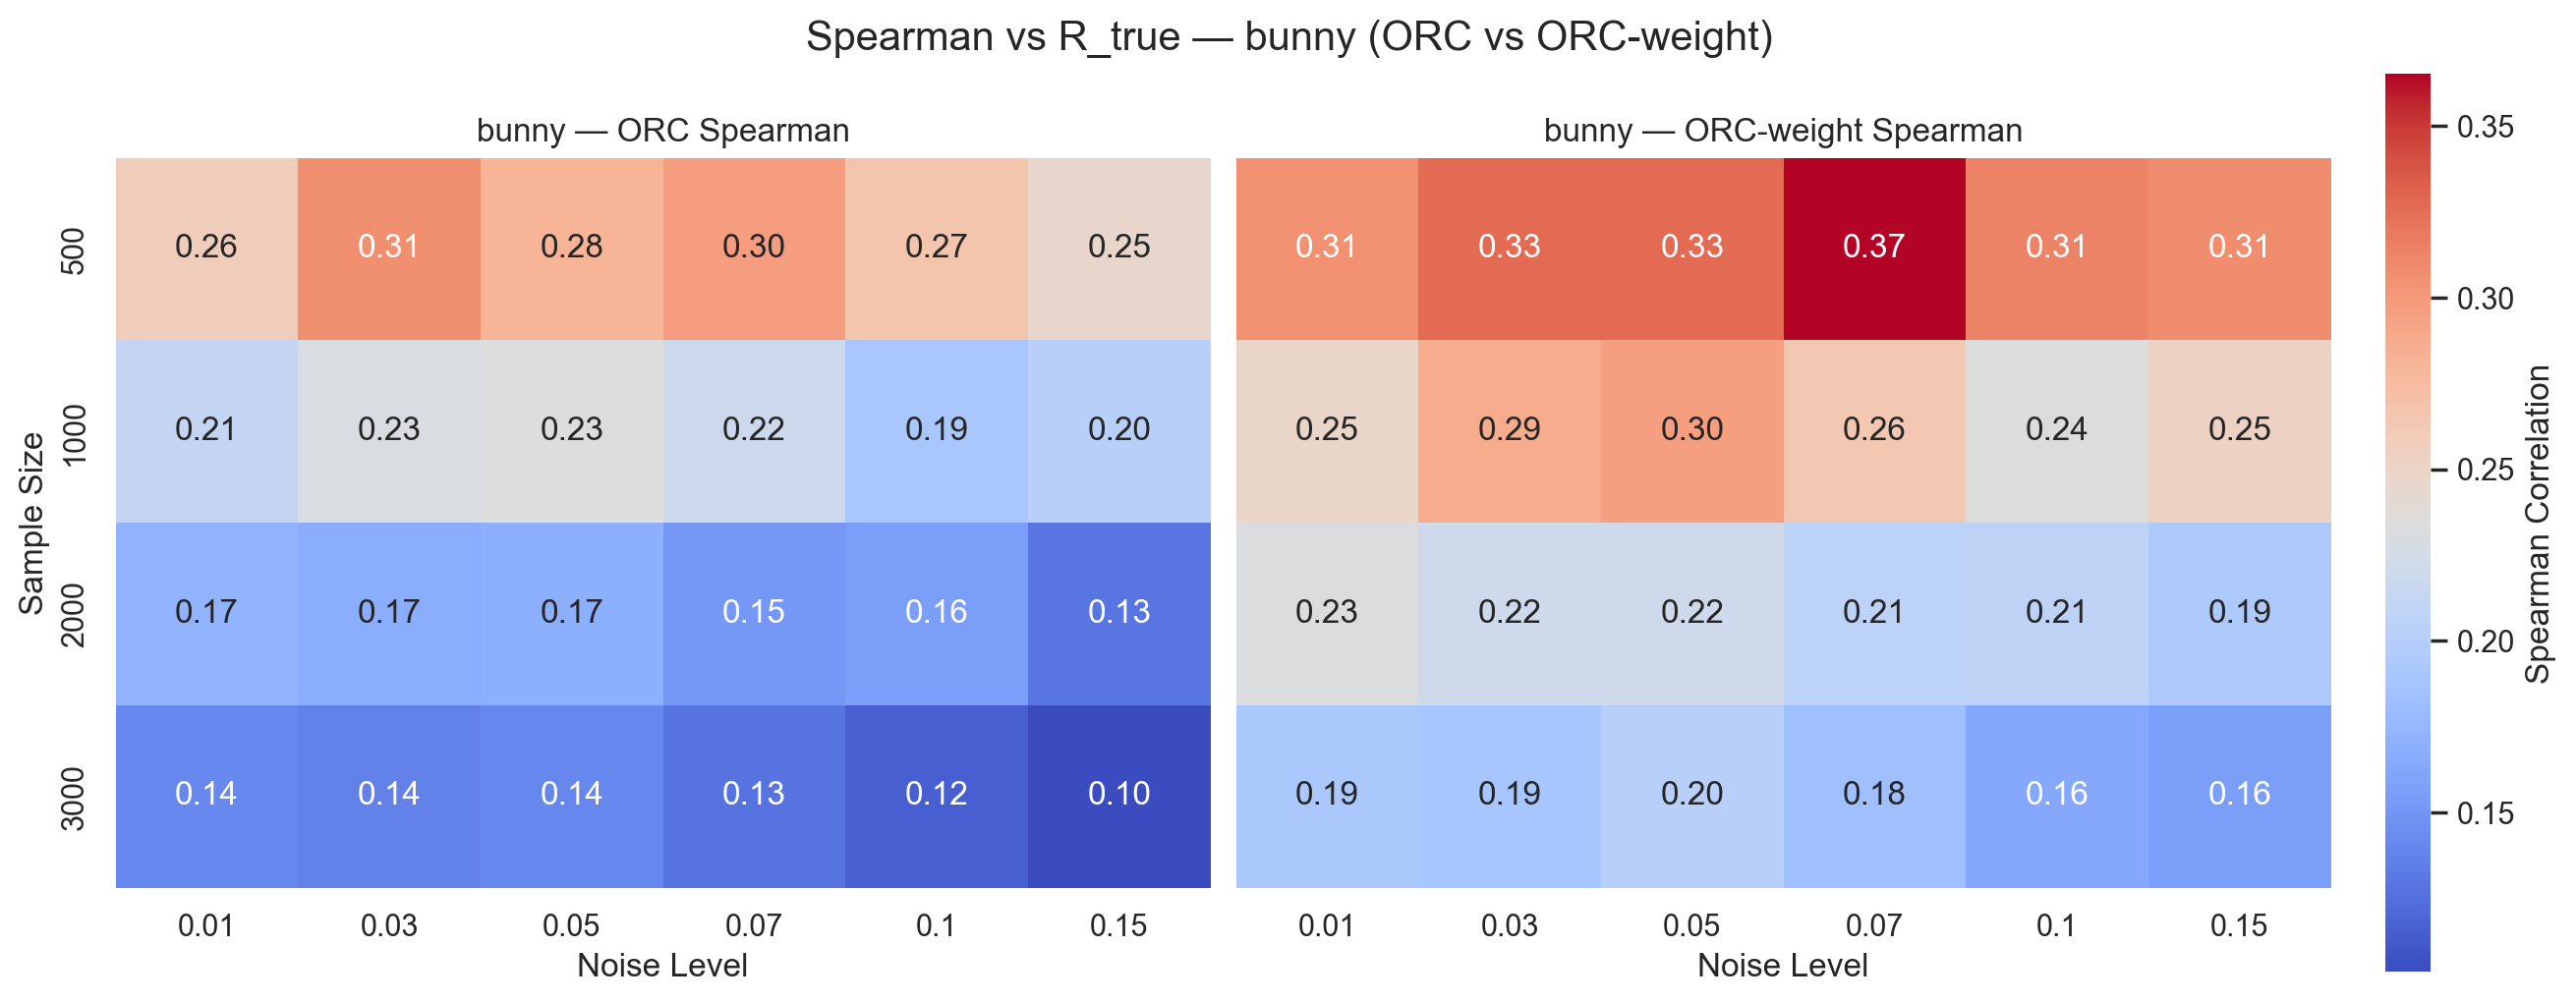 Spearman vs R_true — bunny (ORC vs ORC-weight)
bunny — ORC Spearman
Sample Size
500
0.26 0.31 0.28 0.30 0.27 0.25
1000
0.21 0.23 0.23 0.22 0.19 0.20
2000
0.17 0.17 0.17 0.15 0.16 0.13
3000
0.14 0.14 0.14 0.13 0.12 0.10
0.01 0.03 0.05 0.07 0.1 0.15
Noise Level
bunny — ORC-weight Spearman
0.31 0.33 0.33 0.37 0.31 0.31
0.25 0.29 0.30 0.26 0.24 0.25
0.23 0.22 0.22 0.21 0.21 0.19
0.19 0.19 0.20 0.18 0.16 0.16
0.01 0.03 0.05 0.07 0.1 0.15
Noise Level
0.35
0.30
0.25
0.20
0.15
Spearman Correlation